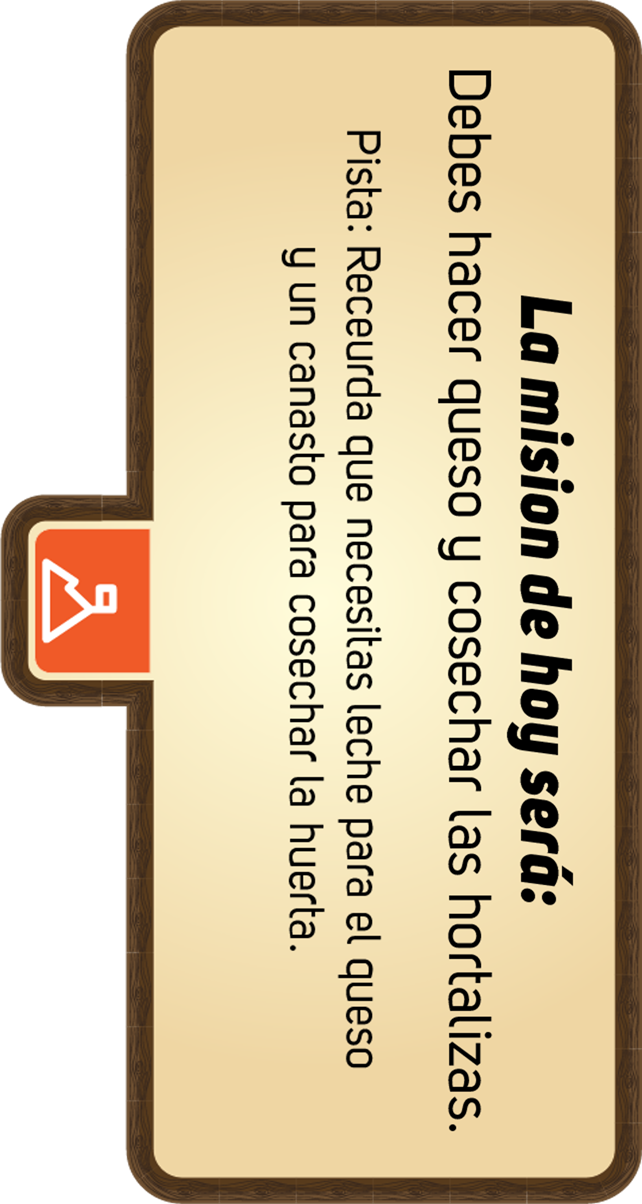 La mision de hoy será:
Debes hacer queso y cosechar las hortalizas.
Pista: Receurda que necesitas leche para el queso
y un canasto para cosechar la huerta.